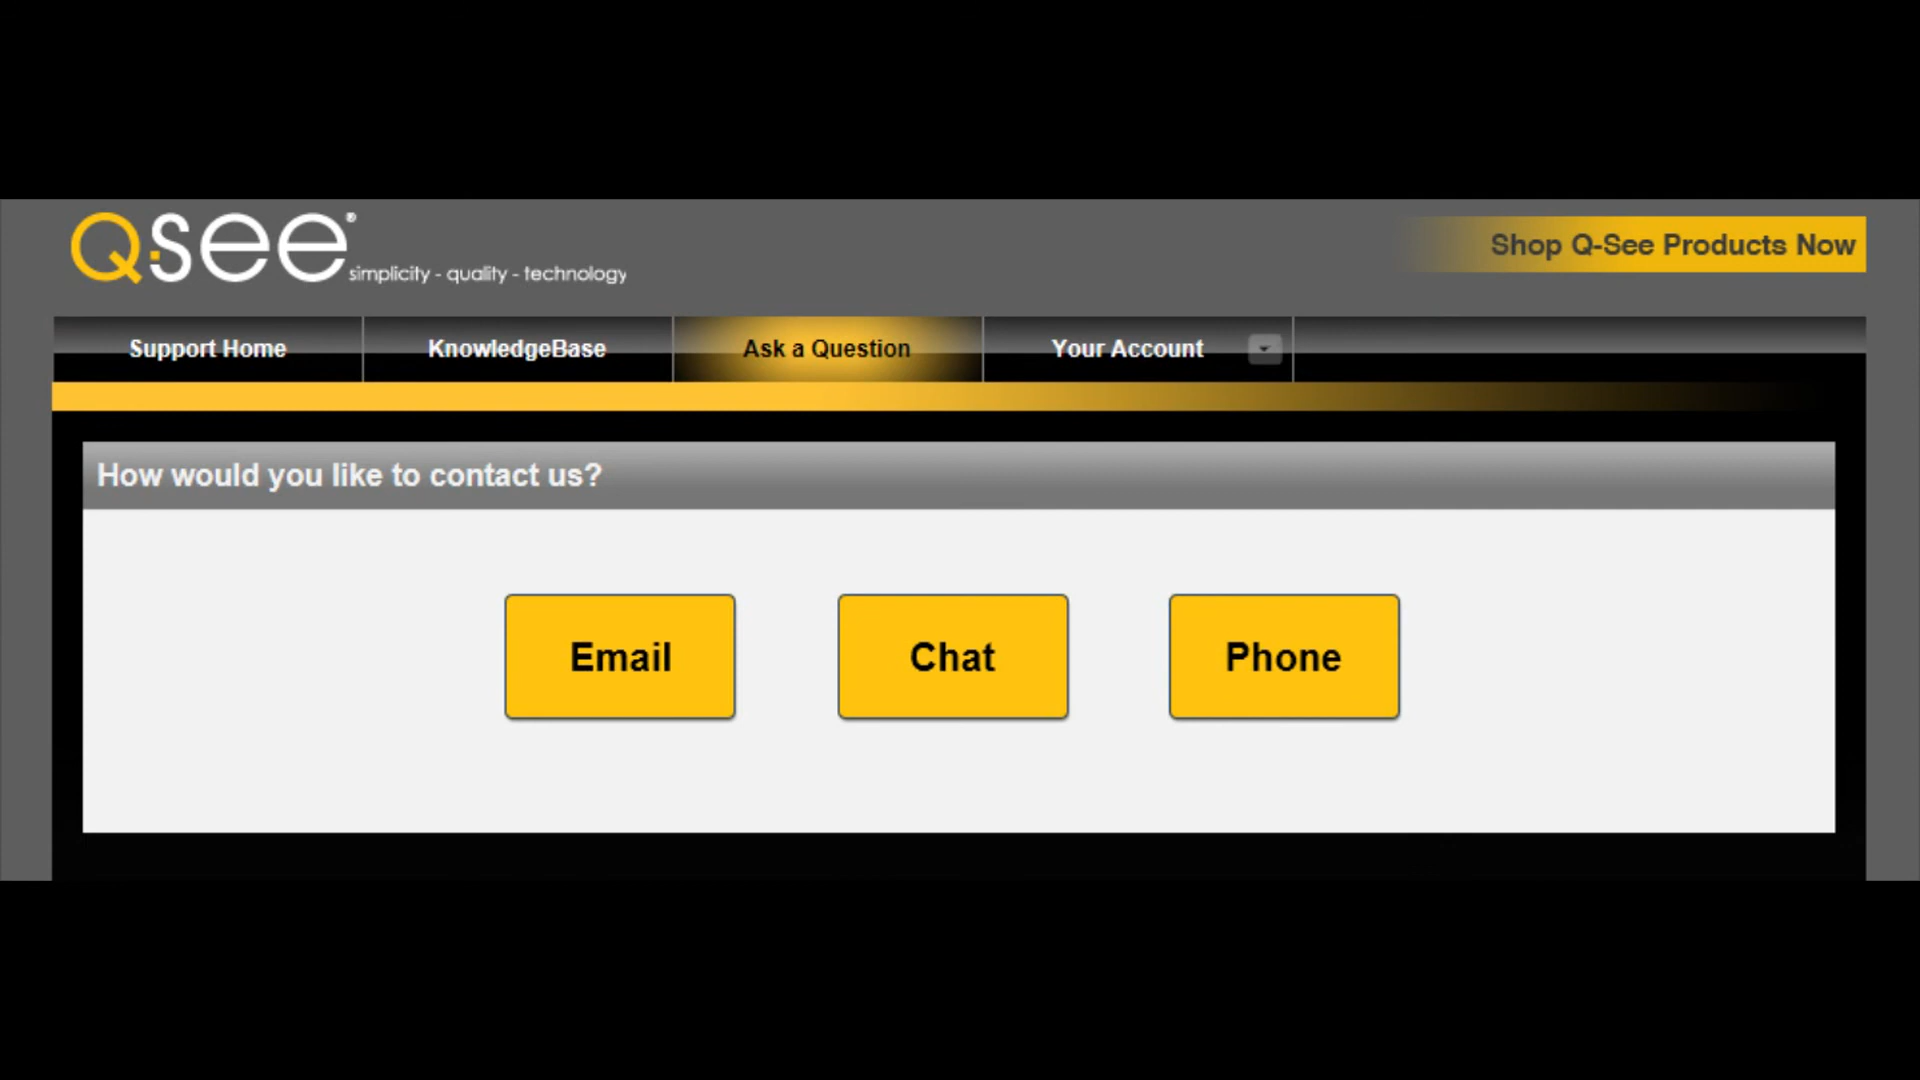 Q-See®
simplicity - quality - technology
Shop Q-See Products Now
Support Home
KnowledgeBase
Ask a Question
Your Account
How would you like to contact us?
Email
Chat
Phone